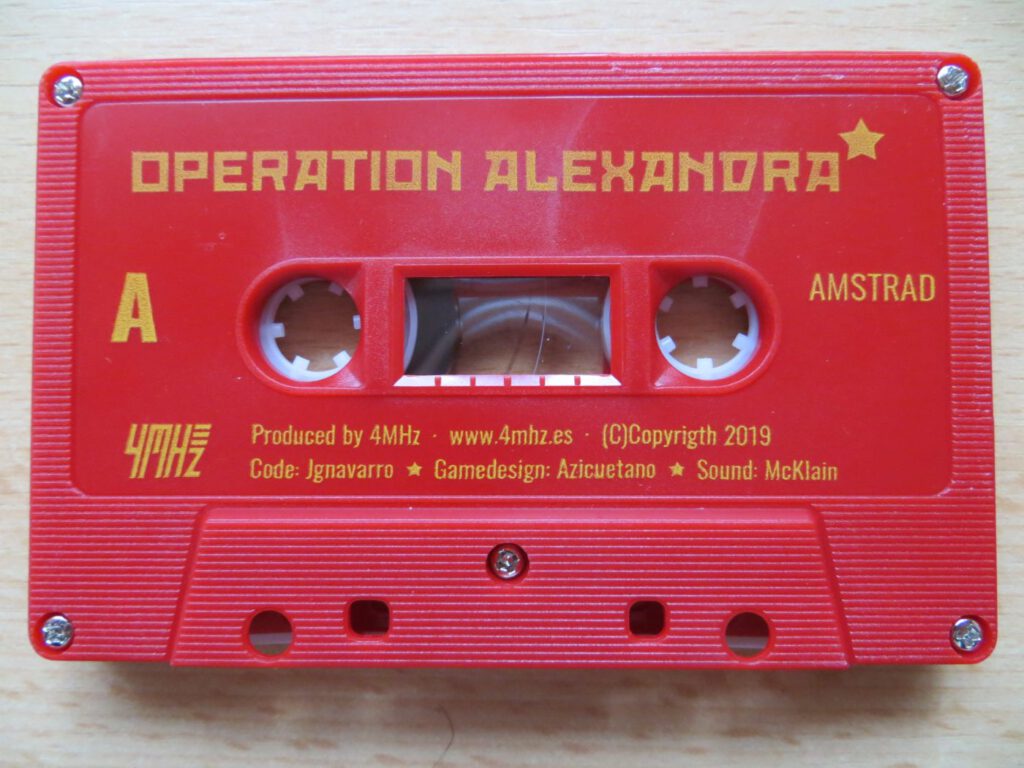 OPERATION ALEXANDRA
A
AMSTRAD
4MHZ
Produced by 4MHz · www.4mhz.es · (C)Copyrigth 2019
Code: Jgnavarro ★ Gamedesign: Azicuetano ★ Sound: McKlain